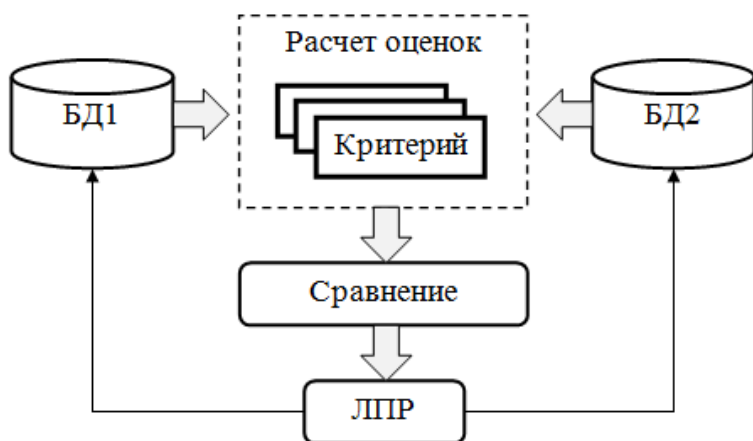 Расчет оценок
БД1
БД2
Критерий
Сравнение
ЛПР